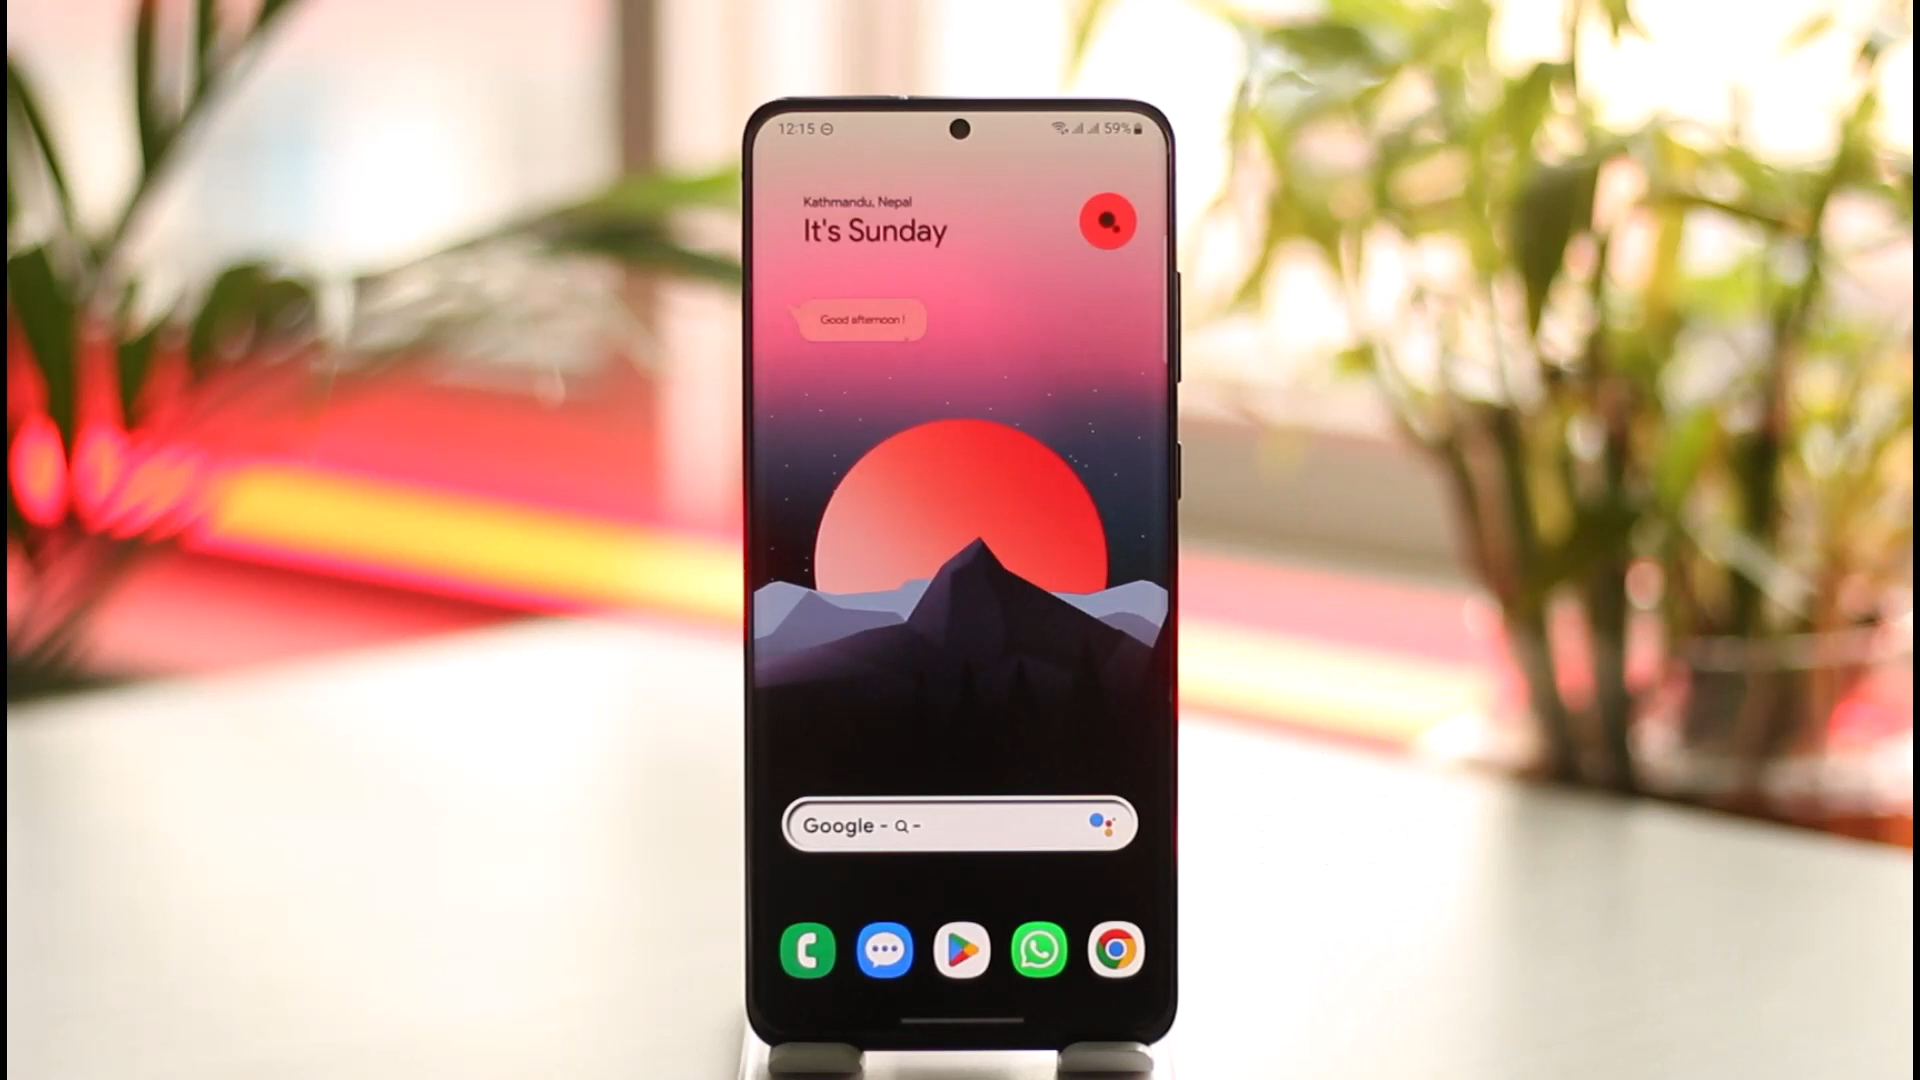 12:15 59%
Kathmandu, Nepal
It's Sunday
Good afternoon !
Google - -